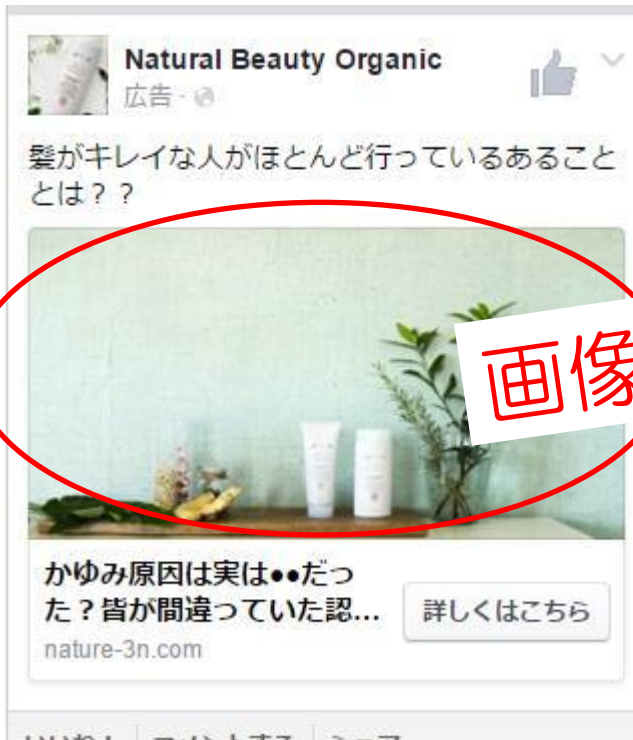 Natural Beauty Organic
広告
髪がキレイな人がほとんど行っているあること
とは？？
画像
かゆみ原因は実は●●だっ
た？皆が間違っていた認...
詳しくはこちら
nature-3n.com